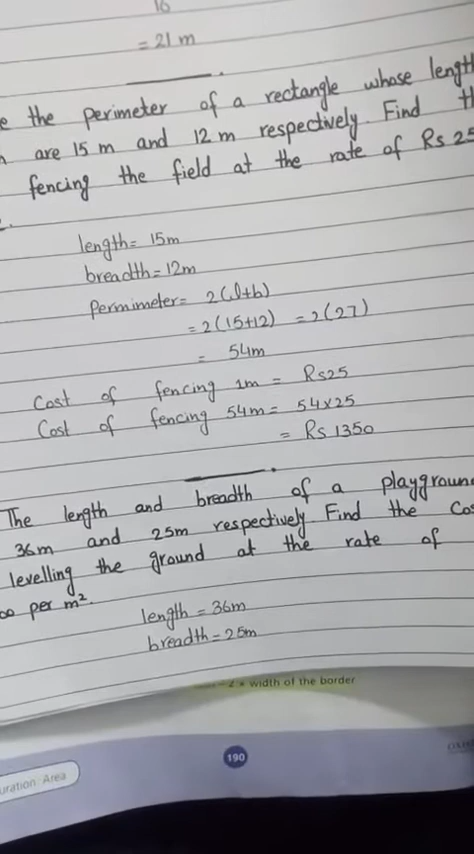 16
= 21 m
the perimeter of a rectangle whose length
are 15 m and 12 m respectively. Find
fencing the field at the rate of Rs 25
length = 15m
breadth = 12m
Permimeter = 2(l+b)
= 2(15+12) = 2(27)
= 54m
Cost of fencing 1m = Rs25
Cost of fencing 54m = 54×25
= Rs 1350
The length and breadth of a playground
36m and 25m respectively. Find the Cos
levelling the ground at the rate of
per m².
length = 36m
breadth = 25m
width of the border
190
uration: Area